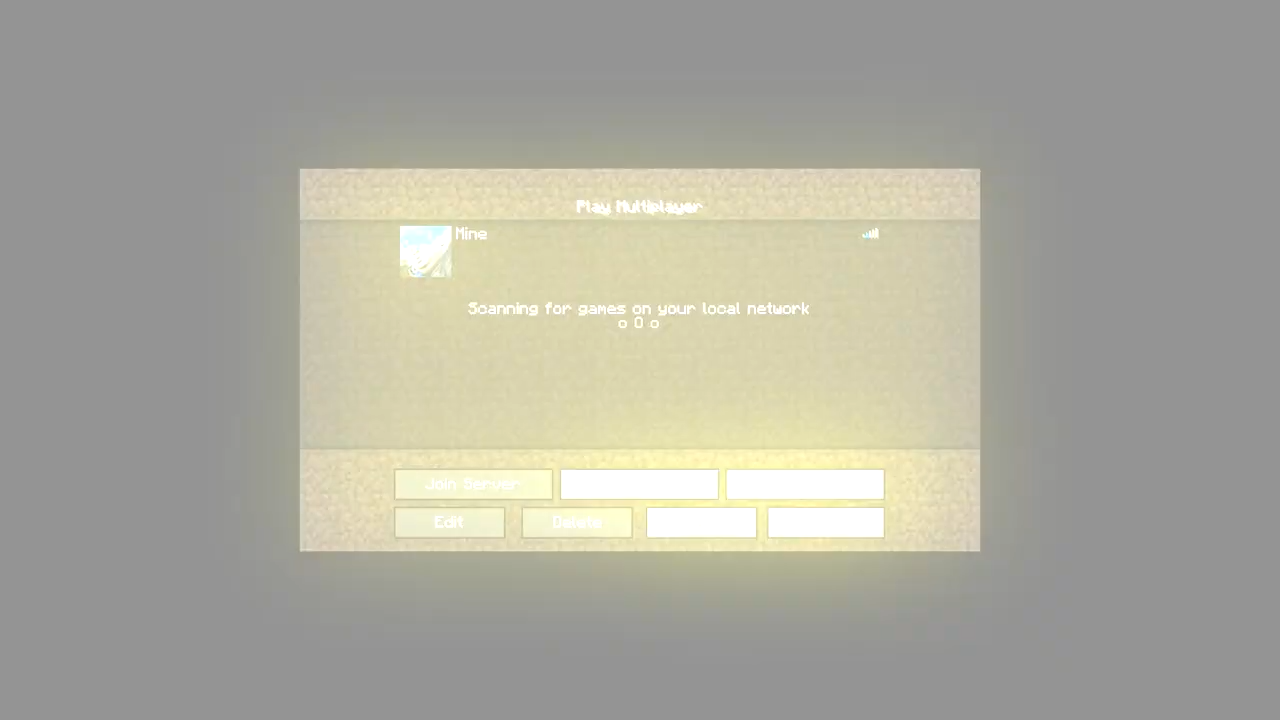 Play Multiplayer
Mine
Scanning for games on your local network
o O o
Join Server
Edit Delete